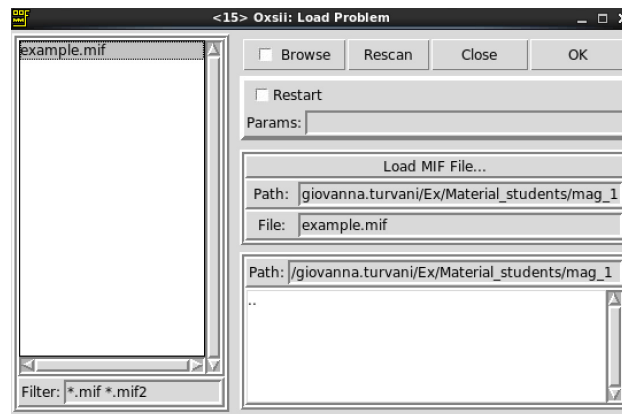 <15> Oxsii: Load Problem
example.mif
Browse Rescan Close OK
Restart
Params:
Load MIF File...
Path: giovanna.turvani/Ex/Material_students/mag_1
File: example.mif
Path: /giovanna.turvani/Ex/Material_students/mag_1
..
Filter: *.mif *.mif2